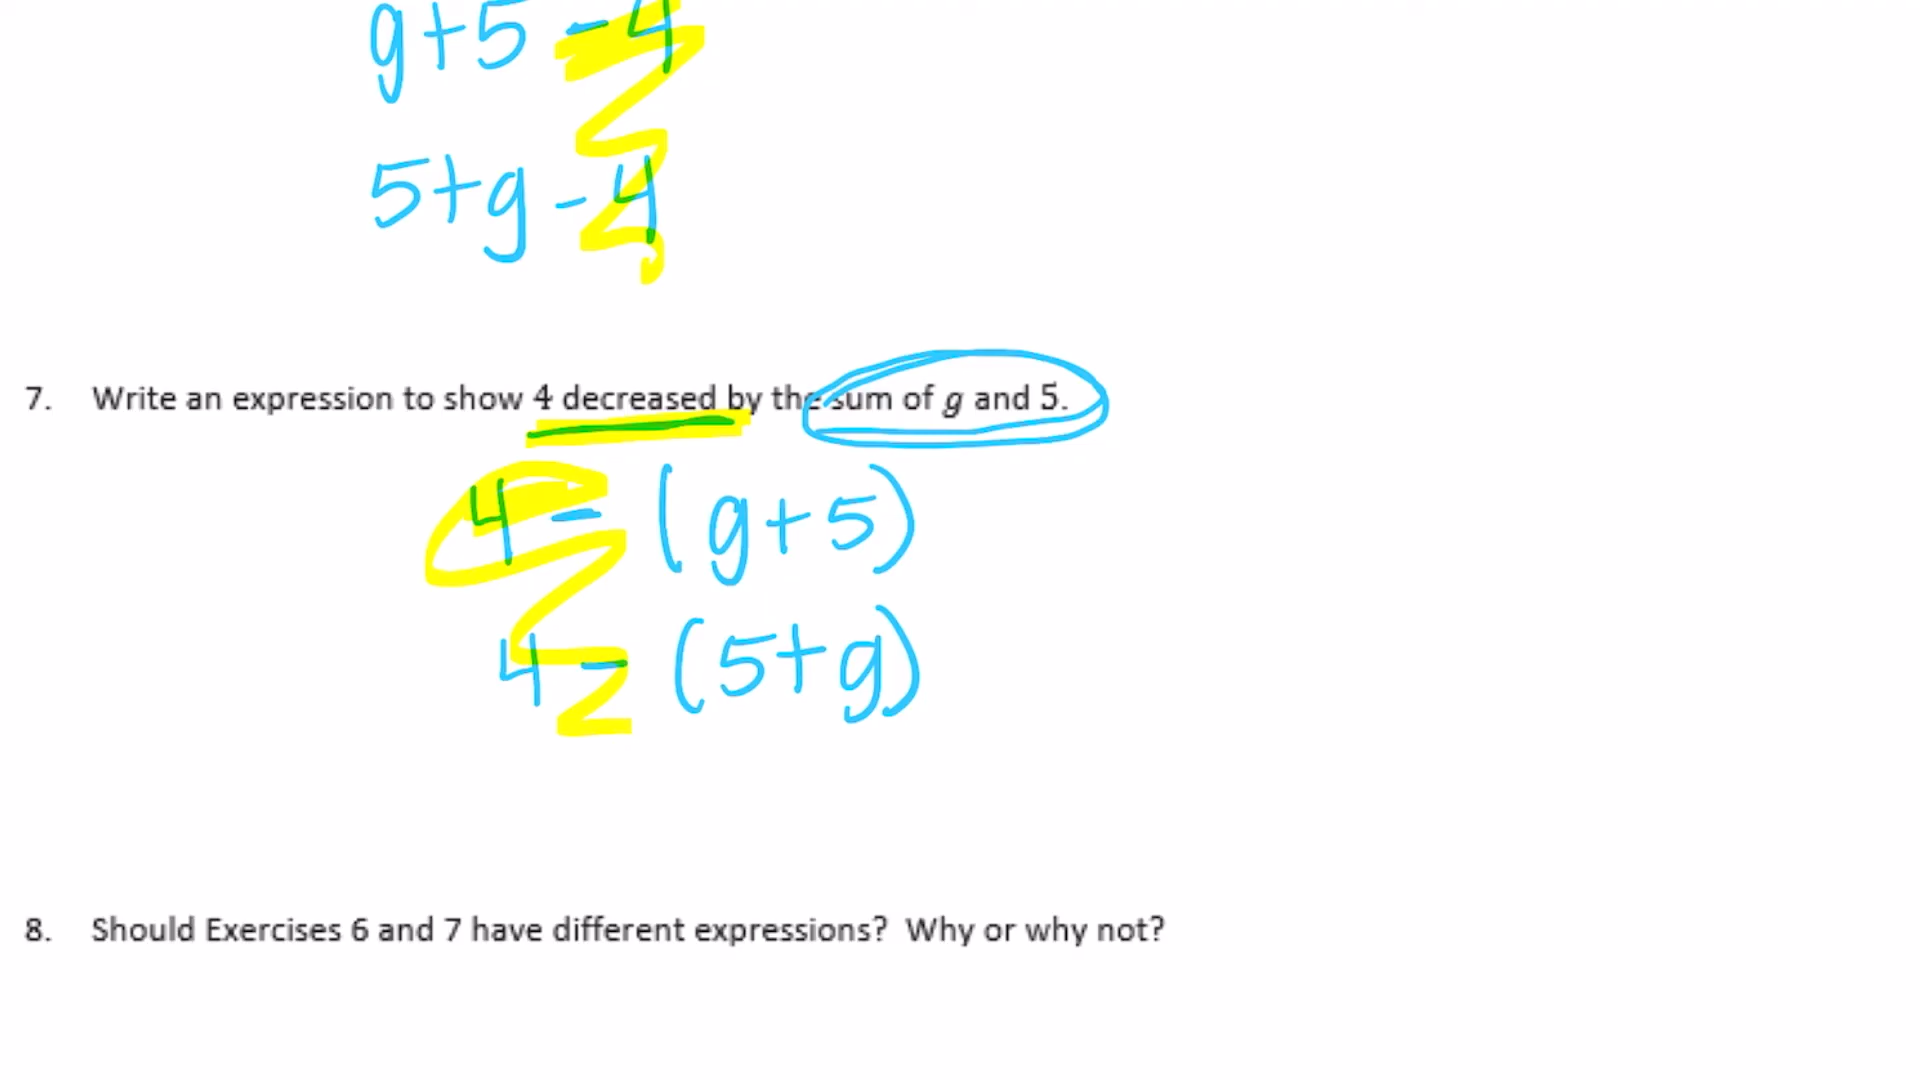 g+5-4
5+g-4
7. Write an expression to show 4 decreased by the sum of g and 5.
4-(g+5)
4-(5+g)
8. Should Exercises 6 and 7 have different expressions? Why or why not?